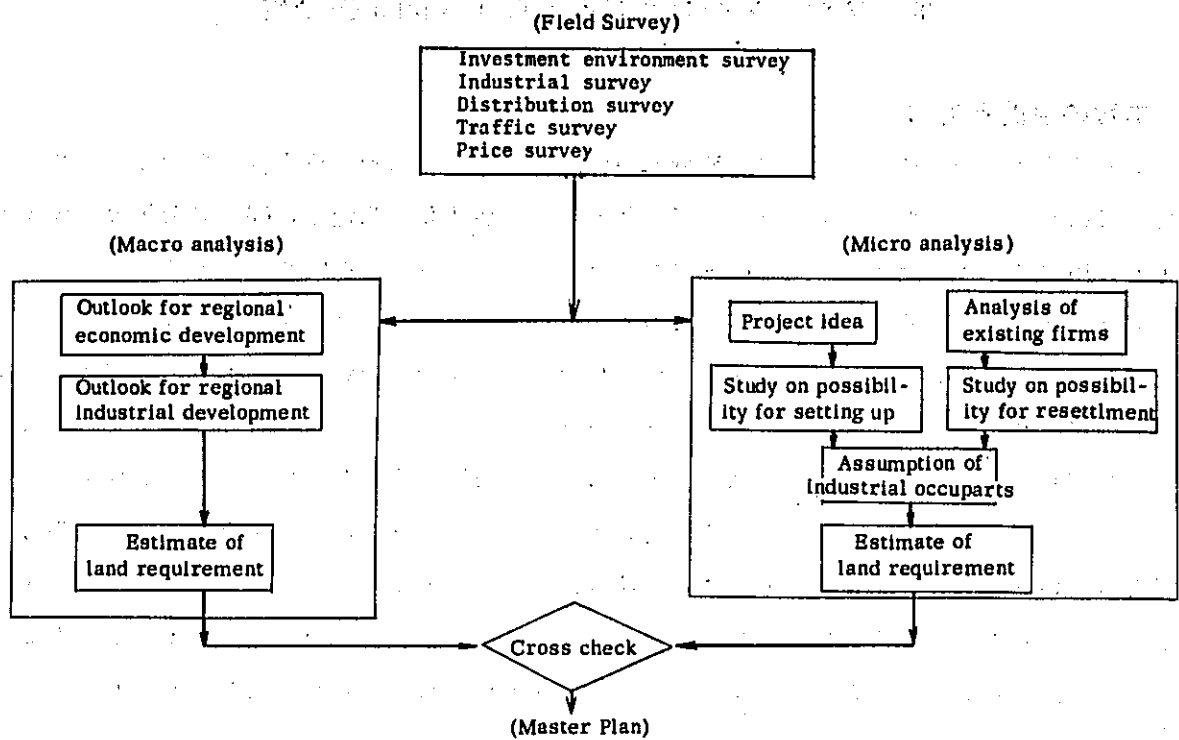 (Field Survey)
Investment environment survey
Industrial survey
Distribution survey
Traffic survey
Price survey
(Macro analysis)
Outlook for regional
economic development
Outlook for regional
industrial development
Estimate of
land requirement
(Micro analysis)
Project idea
Analysis of
existing firms
Study on possibil-
ity for setting up
Study on possibil-
ity for resettlment
Assumption of
industrial occuparts
Estimate of
land requirement
Cross check
(Master Plan)